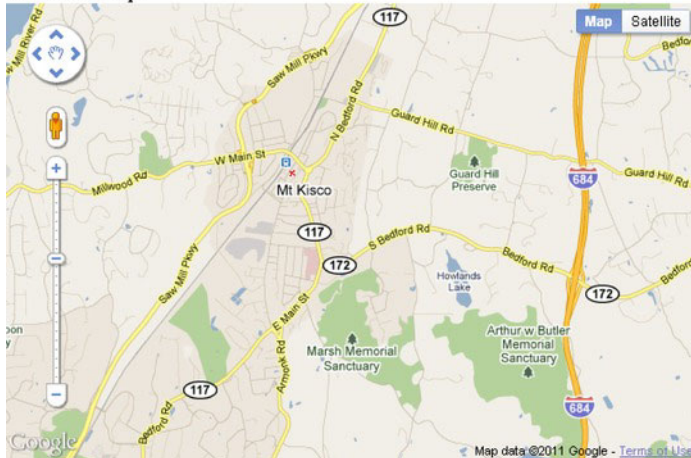 117
Map
Satellite
Mill River Rd
Saw Mill Pkwy
N Bedford Rd
Guard Hill Rd
W Main St
Millwood Rd
Mt Kisco
Guard Hill
Preserve
684
Guard Hill Rd
117
S Bedford Rd
172
Bedford Rd
Saw Mill Pkwy
Howlands
Lake
172
E Main St
Marsh Memorial
Sanctuary
Arthur w Butler
Memorial
Sanctuary
Armonk Rd
117
684
Bedford Rd
Google
Map data ©2011 Google - Terms of Use